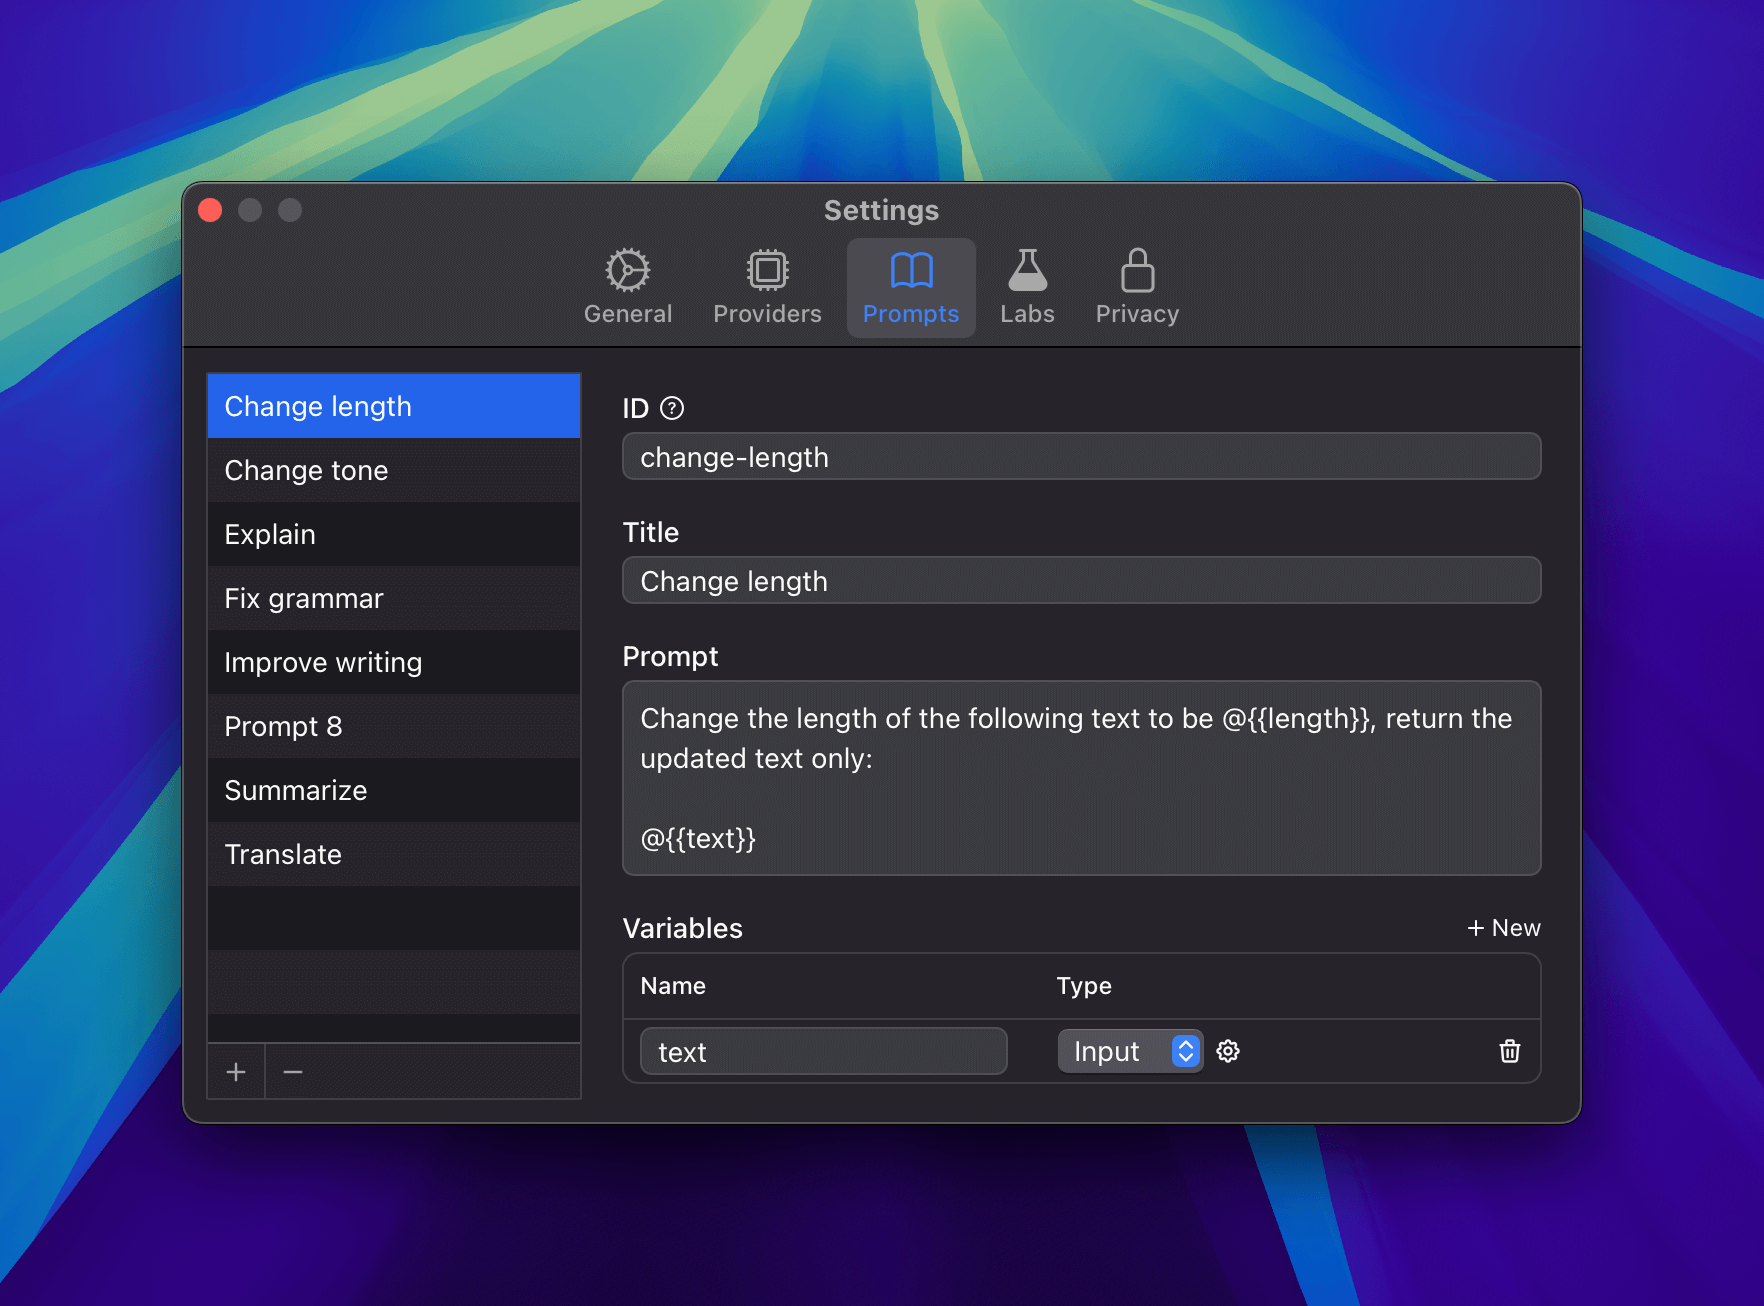 Settings
General
Providers
Prompts
Labs
Privacy
Change length
Change tone
Explain
Fix grammar
Improve writing
Prompt 8
Summarize
Translate
ID
change-length
Title
Change length
Prompt
Change the length of the following text to be @{{length}}, return the
updated text only:
@{{text}}
Variables
+ New
Name Type
text Input